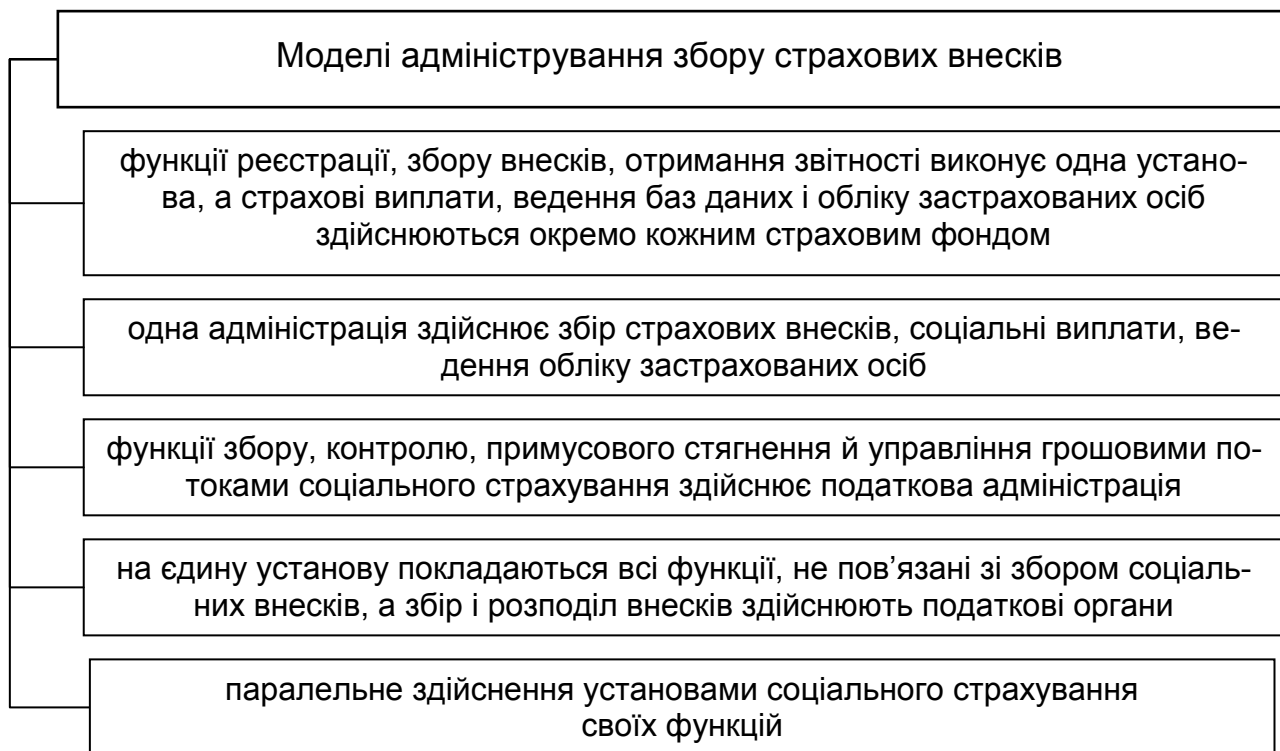 Моделі адміністрування збору страхових внесків
функції реєстрації, збору внесків, отримання звітності виконує одна устано-
ва, а страхові виплати, ведення баз даних і обліку застрахованих осіб
здійснюються окремо кожним страховим фондом
одна адміністрація здійснює збір страхових внесків, соціальні виплати, ве-
дення обліку застрахованих осіб
функції збору, контролю, примусового стягнення й управління грошовими по-
токами соціального страхування здійснює податкова адміністрація
на єдину установу покладаються всі функції, не пов’язані зі збором соціаль-
них внесків, а збір і розподіл внесків здійснюють податкові органи
паралельне здійснення установами соціального страхування
своїх функцій